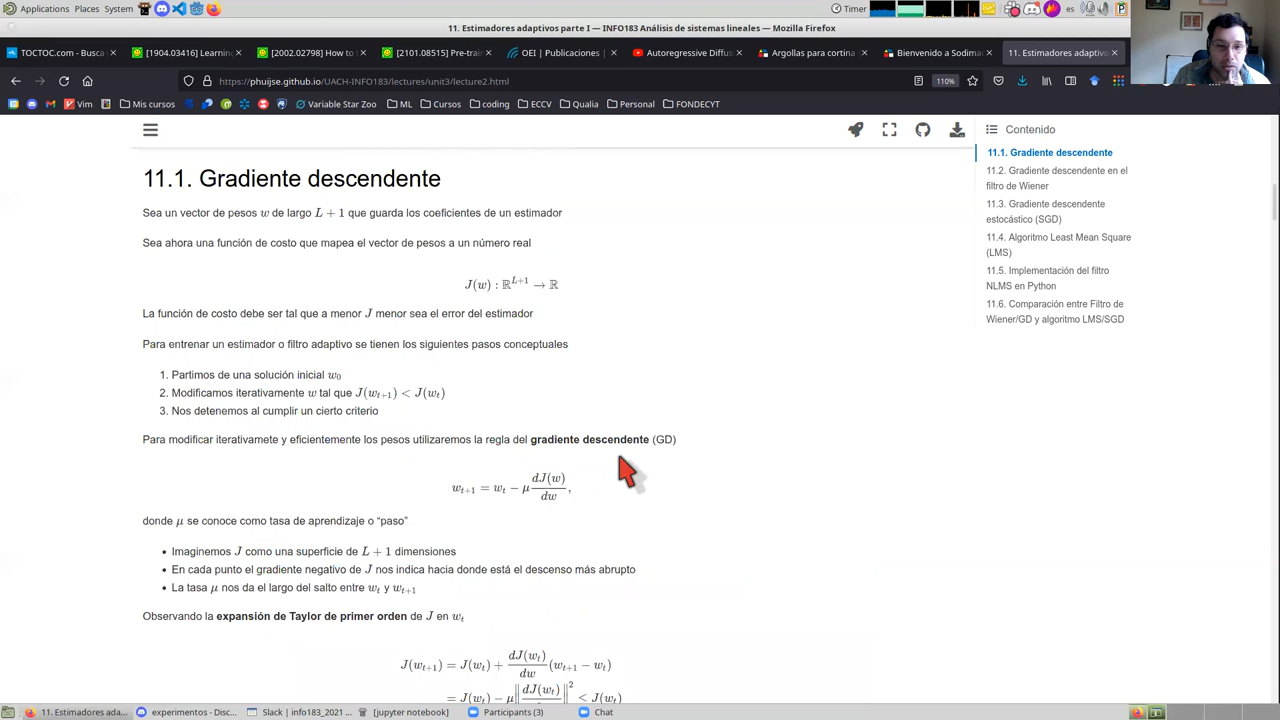 Applications Places System
Timer
es
11. Estimadores adaptivos parte I — INFO183 Análisis de sistemas lineales — Mozilla Firefox
TOCTOC.com - Busca
[1904.03416] Learning
[2002.02798] How to
[2101.08515] Pre-train
OEI | Publicaciones
Autoregressive Diffus
Argollas para cortina
Bienvenido a Sodima
11. Estimadores adaptivo
https://phuijse.github.io/UACH-INFO183/lectures/unit3/lecture2.html
110%
Vim
Mis cursos
Variable Star Zoo
ML
Cursos
coding
ECCV
Qualia
Personal
FONDECYT
Contenido
11.1. Gradiente descendente
11.2. Gradiente descendente en el
filtro de Wiener
11.3. Gradiente descendente
estocástico (SGD)
11.4. Algoritmo Least Mean Square
(LMS)
11.5. Implementación del filtro
NLMS en Python
11.6. Comparación entre Filtro de
Wiener/GD y algoritmo LMS/SGD
11.1. Gradiente descendente
Sea un vector de pesos w de largo L + 1 que guarda los coeficientes de un estimador
Sea ahora una función de costo que mapea el vector de pesos a un número real
J(w) : ℝ^{L+1} → ℝ
La función de costo debe ser tal que a menor J menor sea el error del estimador
Para entrenar un estimador o filtro adaptivo se tienen los siguientes pasos conceptuales
1. Partimos de una solución inicial w₀
2. Modificamos iterativamente w tal que J(w_{t+1}) < J(w_t)
3. Nos detenemos al cumplir un cierto criterio
Para modificar iterativamete y eficientemente los pesos utilizaremos la regla del gradiente descendente (GD)
w_{t+1} = w_t − μ dJ(w)/dw,
donde μ se conoce como tasa de aprendizaje o “paso”
• Imaginemos J como una superficie de L + 1 dimensiones
• En cada punto el gradiente negativo de J nos indica hacia donde está el descenso más abrupto
• La tasa μ nos da el largo del salto entre w_t y w_{t+1}
Observando la expansión de Taylor de primer orden de J en w_t
J(w_{t+1}) = J(w_t) + dJ(w_t)/dw (w_{t+1} − w_t)
= J(w_t) − μ‖dJ(w_t)/dw‖² ≤ J(w_t)
11. Estimadores ada...
experimentos – Disc...
Slack | info183_2021 ...
[jupyter notebook]
Participants (3)
Chat